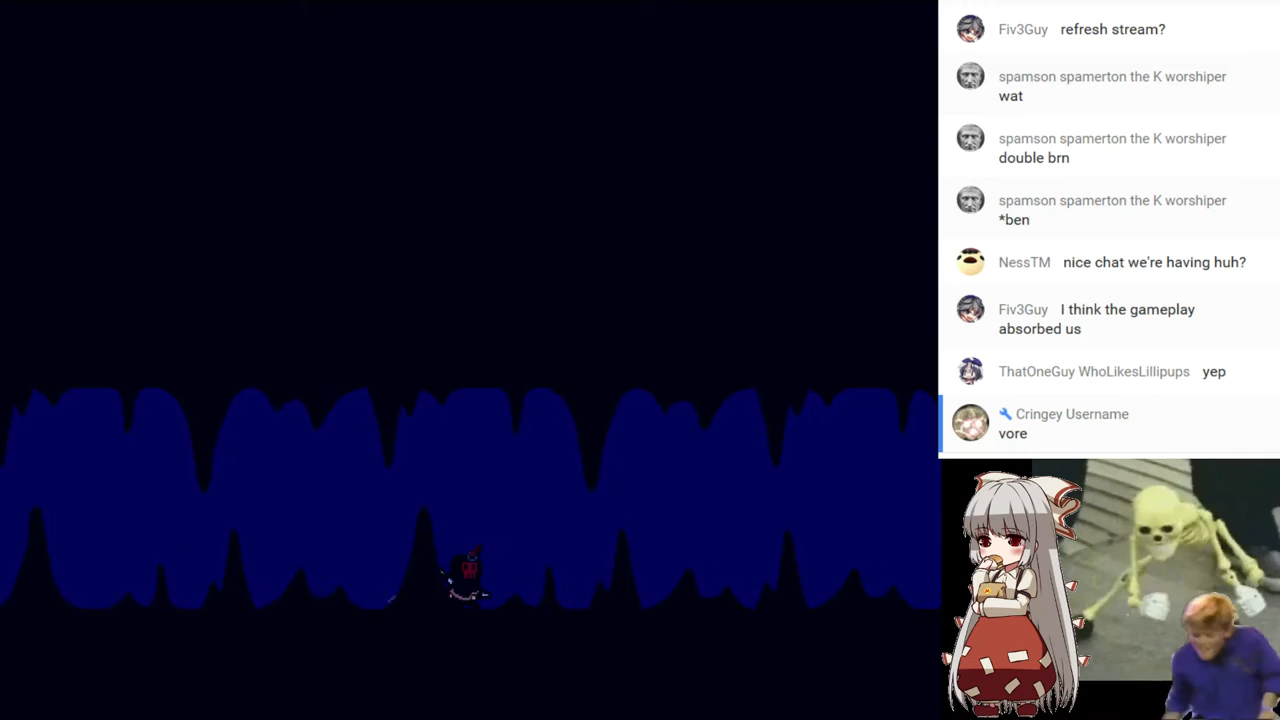 Fiv3Guy refresh stream?
spamson spamerton the K worshiper
wat
spamson spamerton the K worshiper
double brn
spamson spamerton the K worshiper
*ben
NessTM nice chat we're having huh?
Fiv3Guy I think the gameplay
absorbed us
ThatOneGuy WhoLikesLillipups yep
Cringey Username
vore